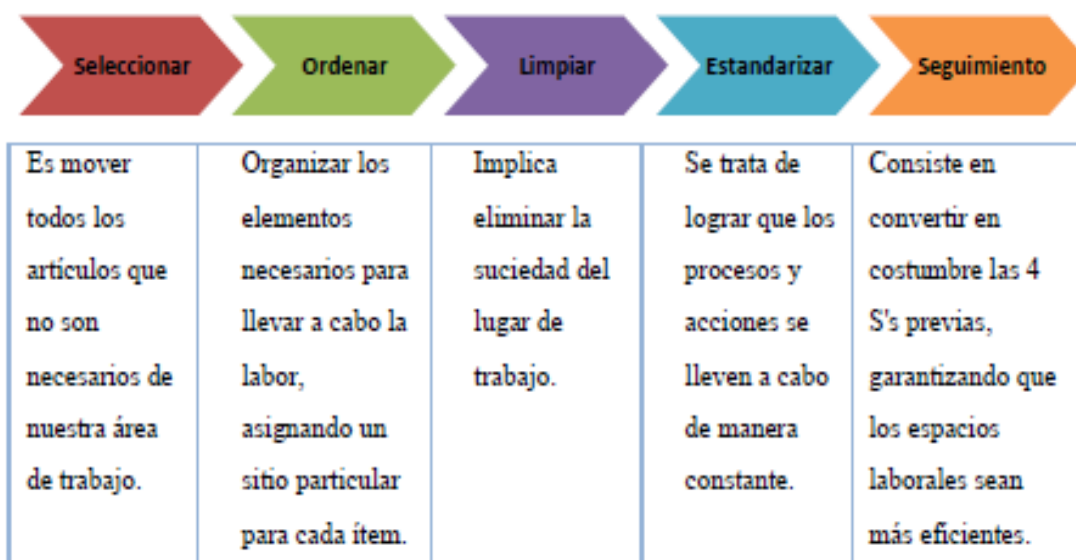 Seleccionar
Ordenar
Limpiar
Estandarizar
Seguimiento
Es mover
todos los
artículos que
no son
necesarios de
nuestra área
de trabajo.
Organizar los
elementos
necesarios para
llevar a cabo la
labor,
asignando un
sitio particular
para cada ítem.
Implica
eliminar la
suciedad del
lugar de
trabajo.
Se trata de
lograr que los
procesos y
acciones se
lleven a cabo
de manera
constante.
Consiste en
convertir en
costumbre las 4
S's previas,
garantizando que
los espacios
laborales sean
más eficientes.